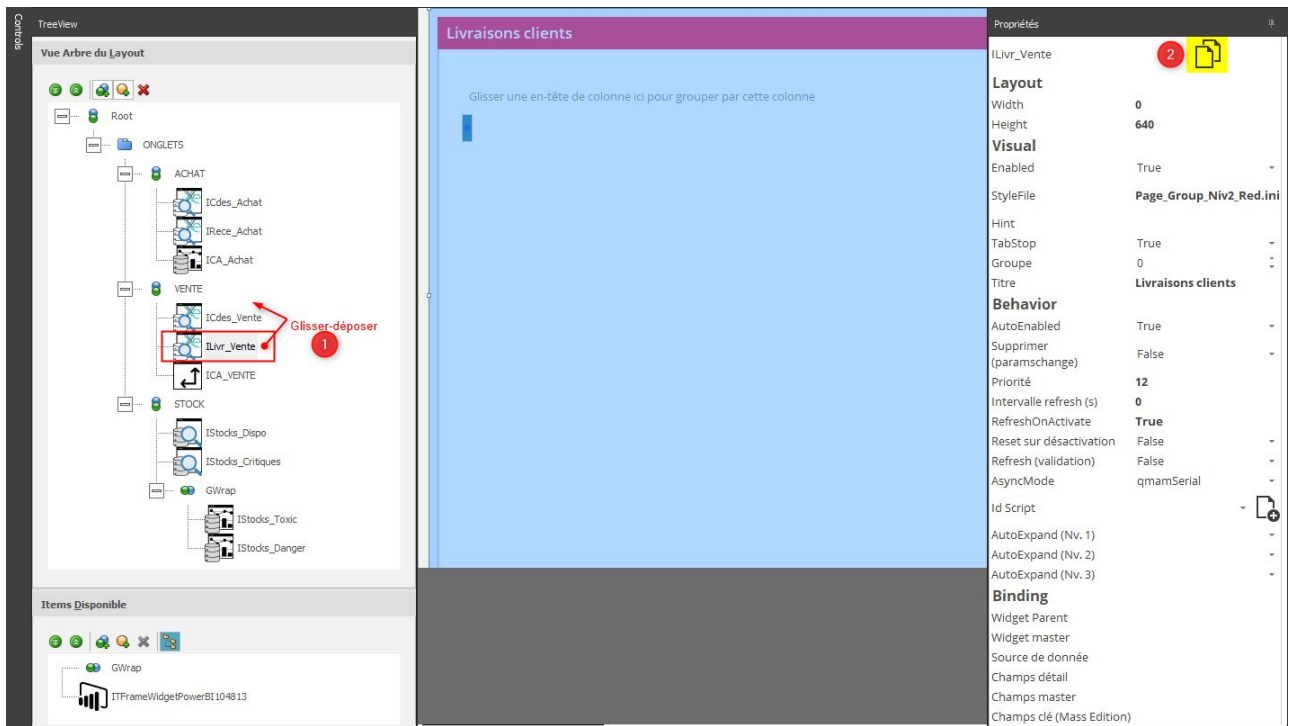 Controls
TreeView
Vue Arbre du Layout
Root
ONGLETS
ACHAT
ICdes_Achat
IRece_Achat
ICA_Achat
VENTE
ICdes_Vente
Glisser-déposer
ILivr_Vente
1
ICA_VENTE
STOCK
IStocks_Dispo
IStocks_Critiques
GWrap
IStocks_Toxic
IStocks_Danger
Items Disponible
GWrap
ITFrameWidgetPowerBI104813
Livraisons clients
Glisser une en-tête de colonne ici pour grouper par cette colonne
Propriétés
ILivr_Vente 2
Layout
Width 0
Height 640
Visual
Enabled True
StyleFile Page_Group_Niv2_Red.ini
Hint
TabStop True
Groupe 0
Titre Livraisons clients
Behavior
AutoEnabled True
Supprimer
(paramschange) False
Priorité 12
Intervalle refresh (s) 0
RefreshOnActivate True
Reset sur désactivation False
Refresh (validation) False
AsyncMode qmamSerial
Id Script
AutoExpand (Nv. 1)
AutoExpand (Nv. 2)
AutoExpand (Nv. 3)
Binding
Widget Parent
Widget master
Source de donnée
Champs détail
Champs master
Champs clé (Mass Edition)